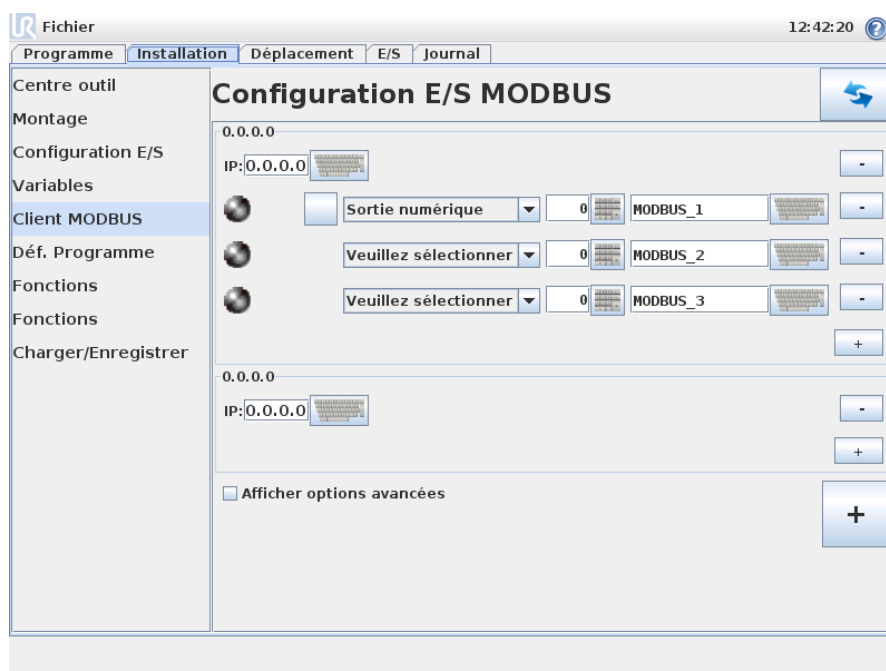 UR Fichier 12:42:20 ?
Programme Installation Déplacement E/S Journal
Centre outil
Montage
Configuration E/S
Variables
Client MODBUS
Déf. Programme
Fonctions
Fonctions
Charger/Enregistrer
Configuration E/S MODBUS
0.0.0.0
IP: 0.0.0.0 -
Sortie numérique 0 MODBUS_1 -
Veuillez sélectionner 0 MODBUS_2 -
Veuillez sélectionner 0 MODBUS_3 -
+
0.0.0.0
IP: 0.0.0.0 -
+
Afficher options avancées
+